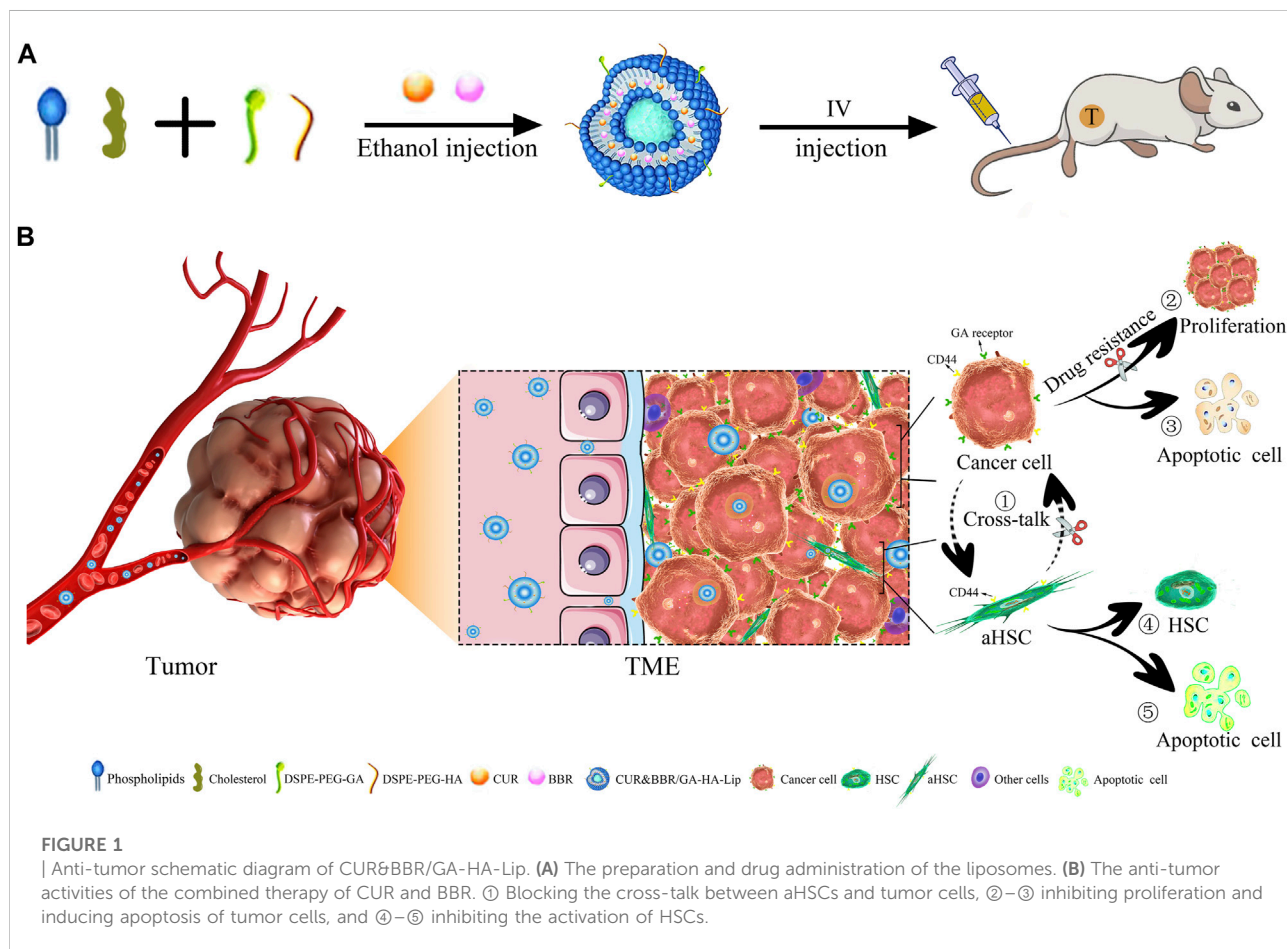 A
Ethanol injection
IV
injection
T
B
GA receptor
CD44
Cancer cell
Drug resistance
②
Proliferation
③
Apoptotic cell
①
Cross-talk
CD44
aHSC
④
HSC
⑤
Apoptotic cell
Tumor
TME
Phospholipids Cholesterol DSPE-PEG-GA DSPE-PEG-HA CUR BBR CUR&BBR/GA-HA-Lip Cancer cell HSC aHSC Other cells Apoptotic cell
FIGURE 1
| Anti-tumor schematic diagram of CUR&BBR/GA-HA-Lip. (A) The preparation and drug administration of the liposomes. (B) The anti-tumor
activities of the combined therapy of CUR and BBR. ① Blocking the cross-talk between aHSCs and tumor cells, ②–③ inhibiting proliferation and
inducing apoptosis of tumor cells, and ④–⑤ inhibiting the activation of HSCs.